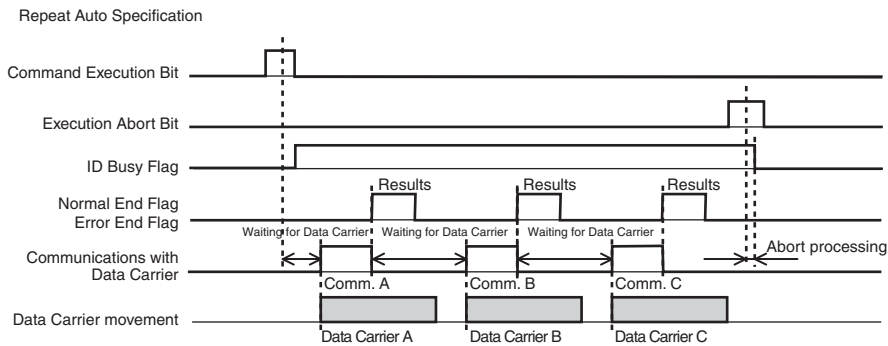 Repeat Auto Specification
Command Execution Bit
Execution Abort Bit
ID Busy Flag
Results Results Results
Normal End Flag
Error End Flag
Waiting for Data Carrier Waiting for Data Carrier Waiting for Data Carrier
Abort processing
Communications with
Data Carrier
Comm. A Comm. B Comm. C
Data Carrier movement
Data Carrier A Data Carrier B Data Carrier C